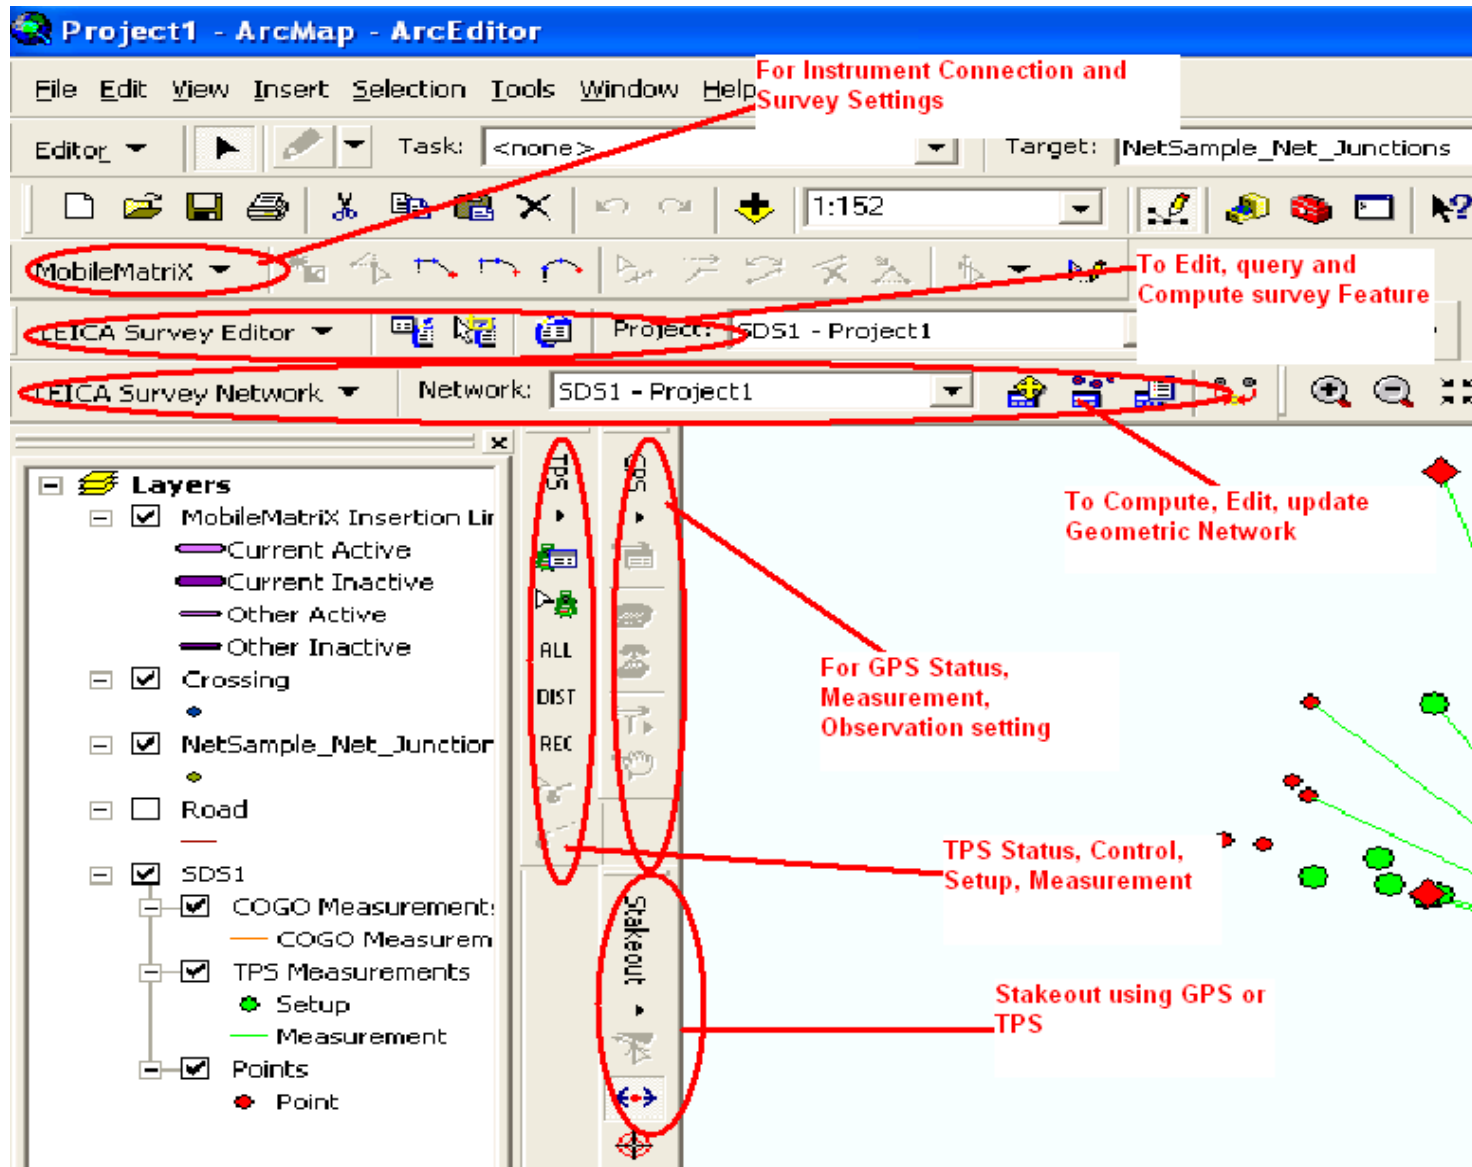 Project1 - ArcMap - ArcEditor
File Edit View Insert Selection Tools Window Help
For Instrument Connection and
Survey Settings
Editor Task: <none> Target: NetSample_Net_Junctions
1:152
MobileMatriX
To Edit, query and
Compute survey Feature
LEICA Survey Editor Project: SDS1 - Project1
LEICA Survey Network Network: SDS1 - Project1
Layers
MobileMatriX Insertion Lin
Current Active
Current Inactive
Other Active
Other Inactive
Crossing
NetSample_Net_Junction
Road
SDS1
COGO Measurements
COGO Measurem
TPS Measurements
Setup
Measurement
Points
Point
TPS
ALL
DIST
REC
GPS
Stakeout
To Compute, Edit, update
Geometric Network
For GPS Status,
Measurement,
Observation setting
TPS Status, Control,
Setup, Measurement
Stakeout using GPS or
TPS